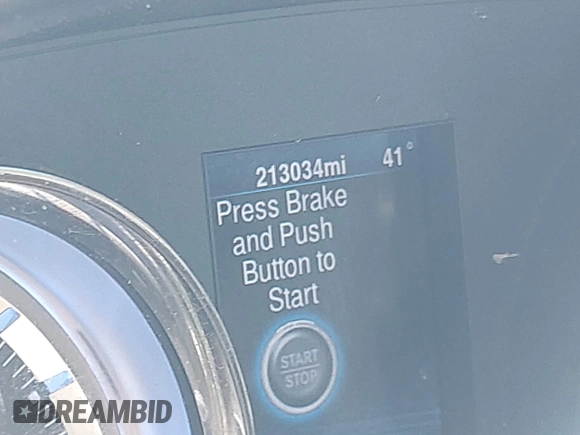 213034mi 41°
Press Brake
and Push
Button to
Start
START
STOP
DREAMBID